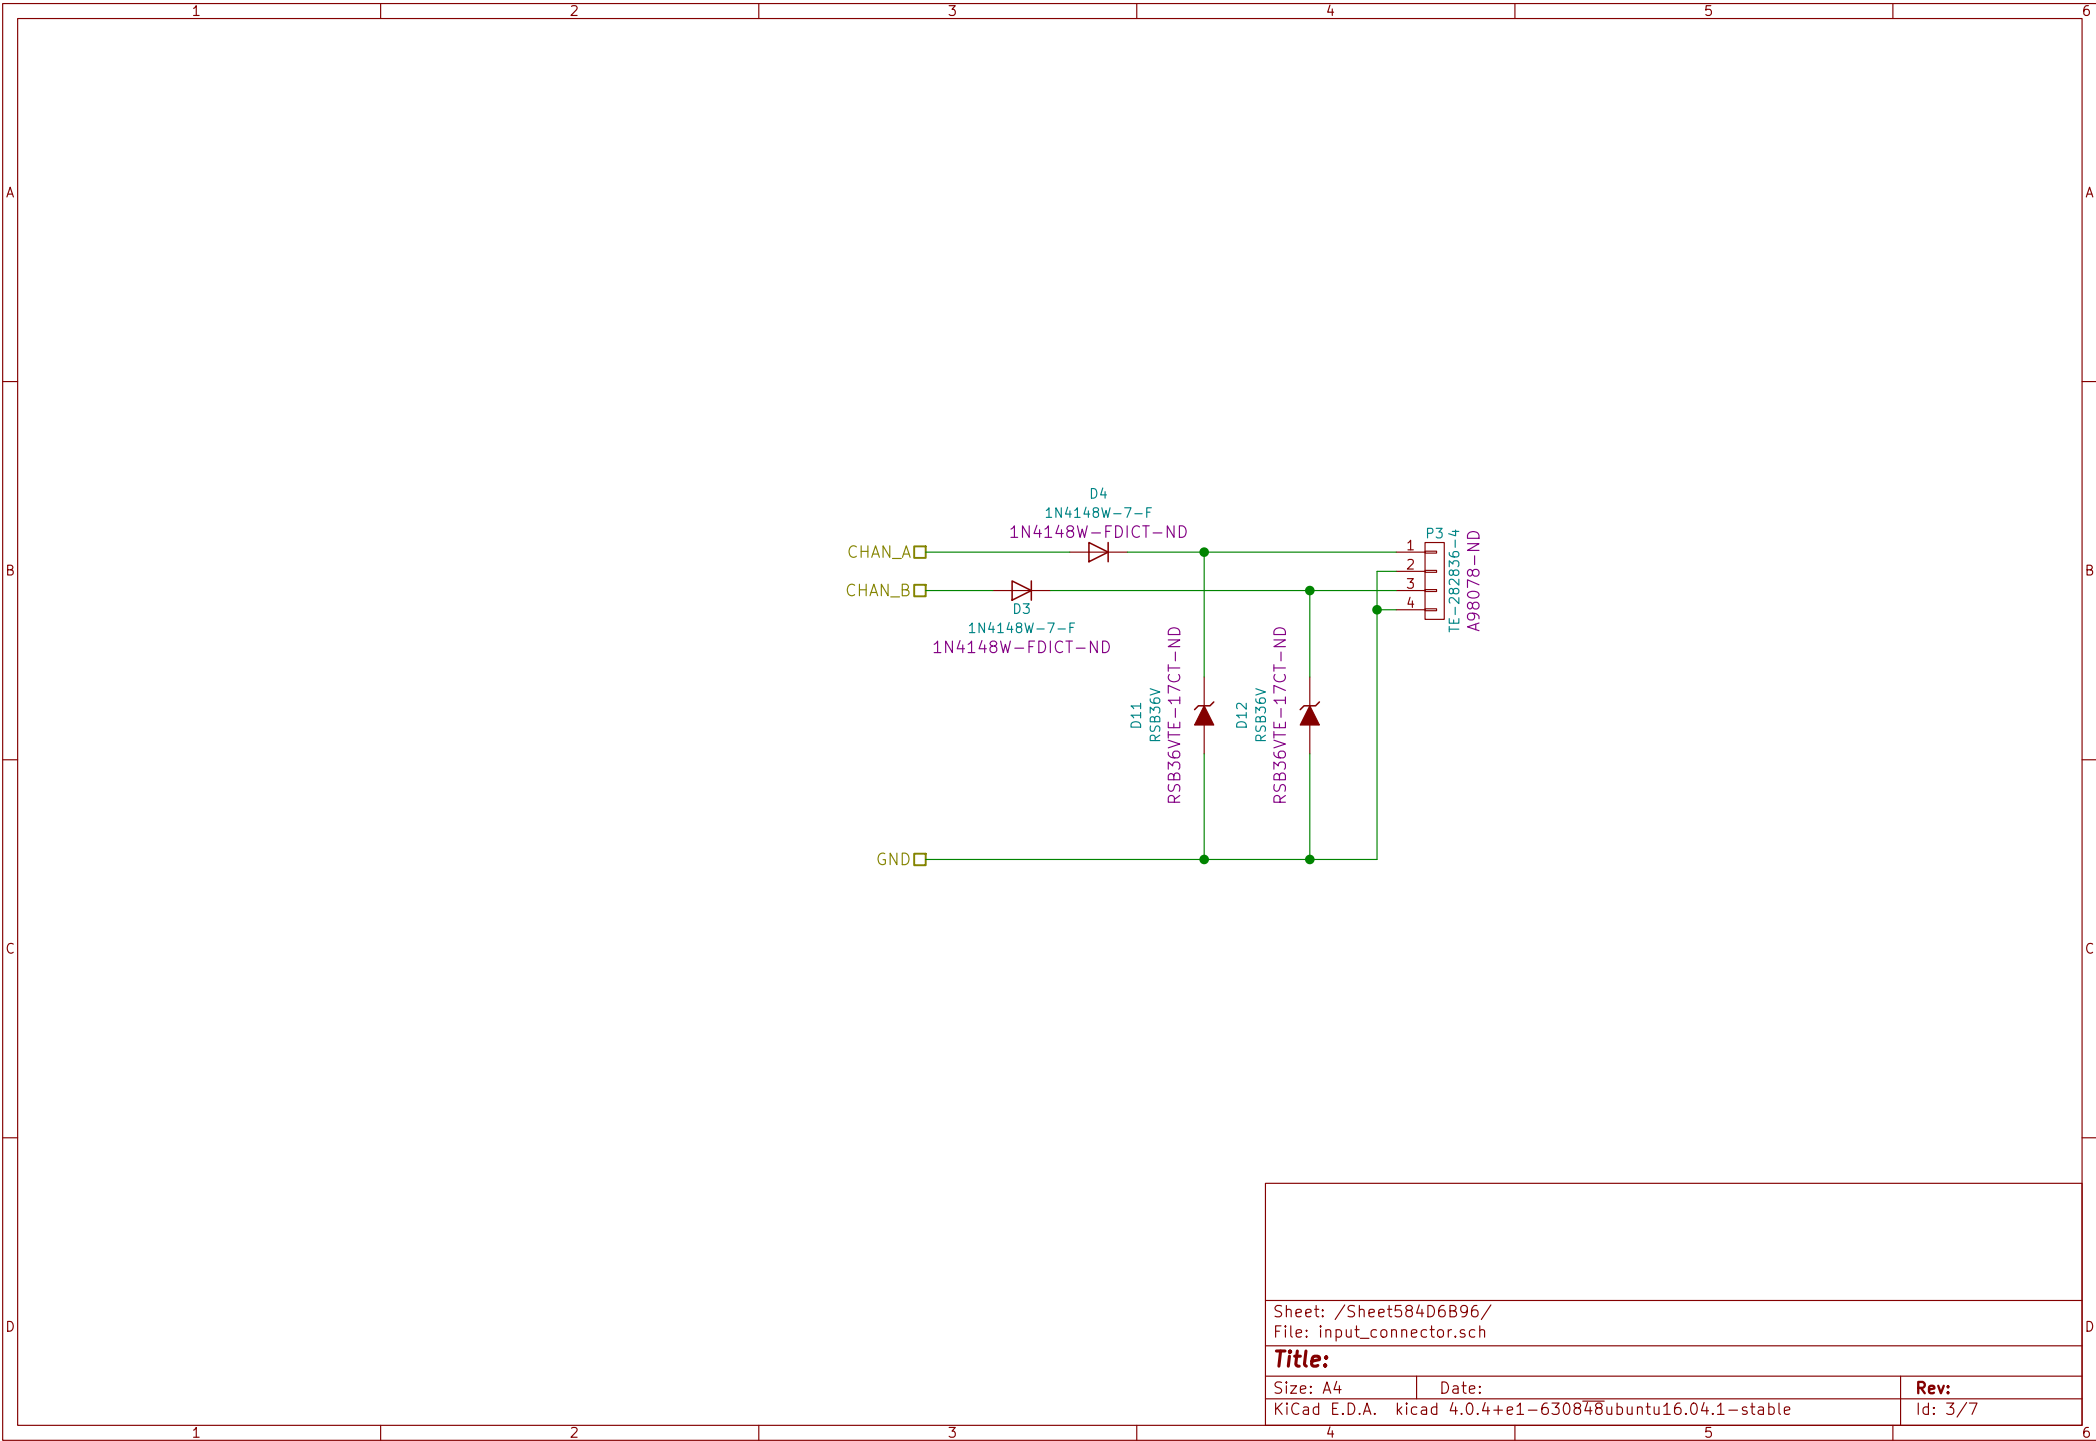 1 2 3 4 5 6
A A
B B
C C
D D
D4
1N4148W-7-F
1N4148W-FDICT-ND
CHAN_A
CHAN_B
D3
1N4148W-7-F
1N4148W-FDICT-ND
P3
1
2
3
4
TE-282836-4
A98078-ND
D11
RSB36V
RSB36VTE-17CT-ND
D12
RSB36V
RSB36VTE-17CT-ND
GND
Sheet: /Sheet584D6B96/
File: input_connector.sch
Title:
Size: A4 Date: Rev:
KiCad E.D.A. kicad 4.0.4+e1-630848ubuntu16.04.1-stable Id: 3/7
1 2 3 4 5 6